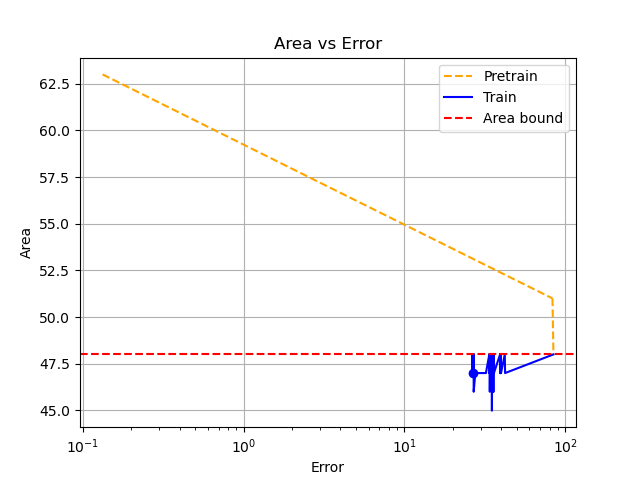 Area vs Error
Pretrain
Train
Area bound
62.5
60.0
57.5
55.0
52.5
50.0
47.5
45.0
Area
10⁻¹ 10⁰ 10¹ 10²
Error